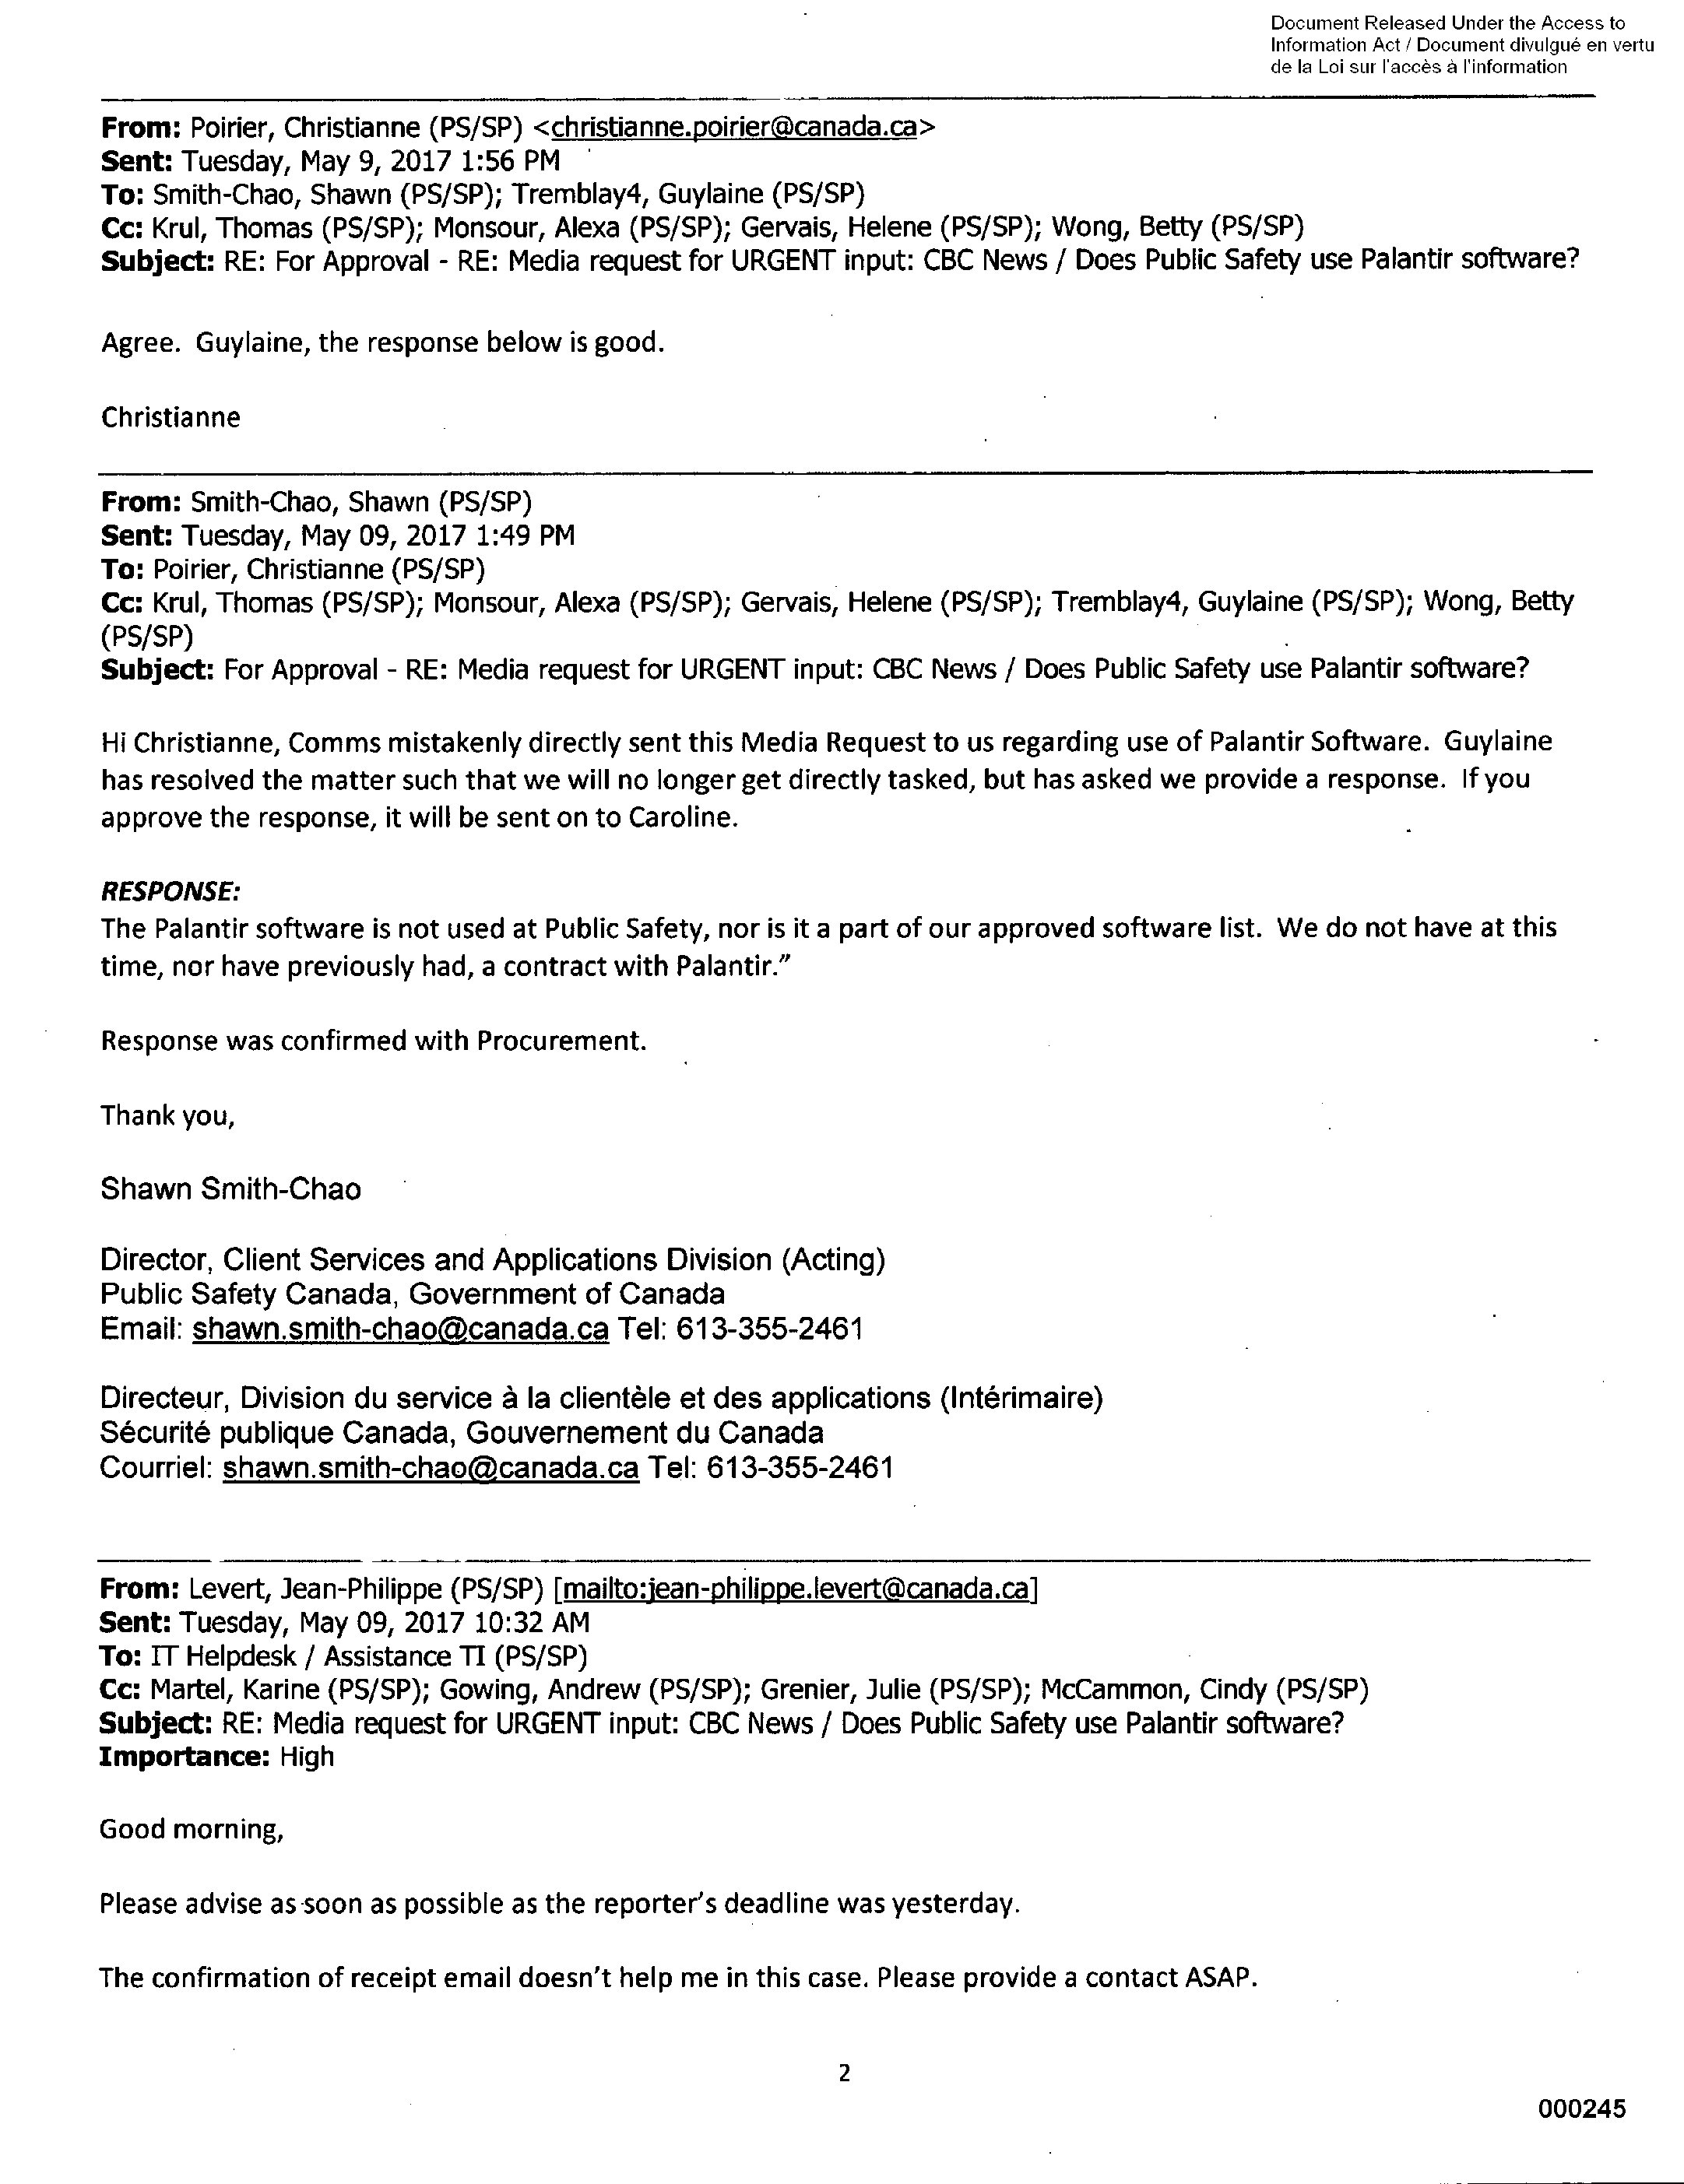 Document Released Under the Access to
Information Act / Document divulgué en vertu
de la Loi sur l'accès à l'information
From: Poirier, Christianne (PS/SP) <christianne.poirier@canada.ca>
Sent: Tuesday, May 9, 2017 1:56 PM
To: Smith-Chao, Shawn (PS/SP); Tremblay4, Guylaine (PS/SP)
Cc: Krul, Thomas (PS/SP); Monsour, Alexa (PS/SP); Gervais, Helene (PS/SP); Wong, Betty (PS/SP)
Subject: RE: For Approval - RE: Media request for URGENT input: CBC News / Does Public Safety use Palantir software?
Agree. Guylaine, the response below is good.
Christianne
From: Smith-Chao, Shawn (PS/SP)
Sent: Tuesday, May 09, 2017 1:49 PM
To: Poirier, Christianne (PS/SP)
Cc: Krul, Thomas (PS/SP); Monsour, Alexa (PS/SP); Gervais, Helene (PS/SP); Tremblay4, Guylaine (PS/SP); Wong, Betty
(PS/SP)
Subject: For Approval - RE: Media request for URGENT input: CBC News / Does Public Safety use Palantir software?
Hi Christianne, Comms mistakenly directly sent this Media Request to us regarding use of Palantir Software. Guylaine
has resolved the matter such that we will no longer get directly tasked, but has asked we provide a response. If you
approve the response, it will be sent on to Caroline.
RESPONSE:
The Palantir software is not used at Public Safety, nor is it a part of our approved software list. We do not have at this
time, nor have previously had, a contract with Palantir.”
Response was confirmed with Procurement.
Thank you,
Shawn Smith-Chao
Director, Client Services and Applications Division (Acting)
Public Safety Canada, Government of Canada
Email: shawn.smith-chao@canada.ca Tel: 613-355-2461
Directeur, Division du service à la clientèle et des applications (Intérimaire)
Sécurité publique Canada, Gouvernement du Canada
Courriel: shawn.smith-chao@canada.ca Tel: 613-355-2461
From: Levert, Jean-Philippe (PS/SP) [mailto:jean-philippe.levert@canada.ca]
Sent: Tuesday, May 09, 2017 10:32 AM
To: IT Helpdesk / Assistance TI (PS/SP)
Cc: Martel, Karine (PS/SP); Gowing, Andrew (PS/SP); Grenier, Julie (PS/SP); McCammon, Cindy (PS/SP)
Subject: RE: Media request for URGENT input: CBC News / Does Public Safety use Palantir software?
Importance: High
Good morning,
Please advise as soon as possible as the reporter's deadline was yesterday.
The confirmation of receipt email doesn't help me in this case. Please provide a contact ASAP.
2
000245